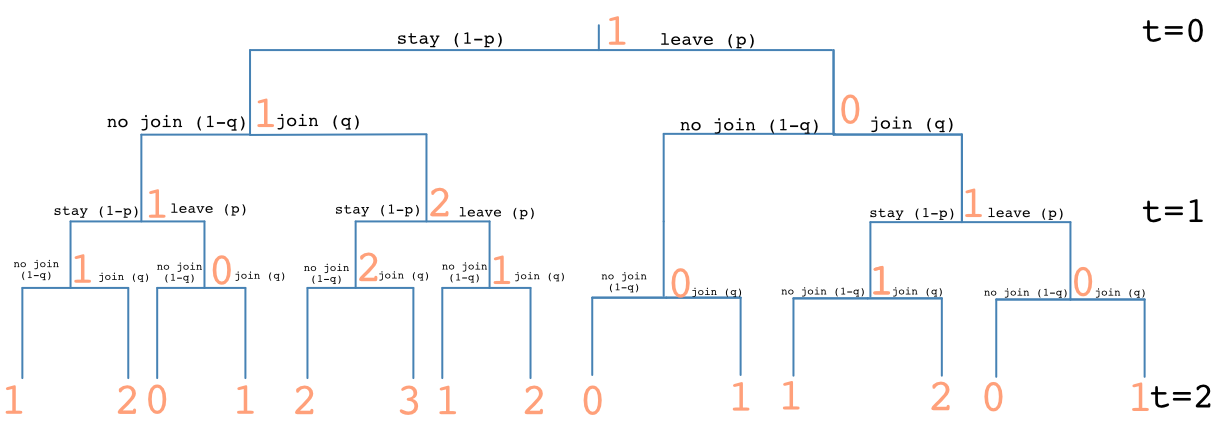 1
t=0
stay (1-p)
leave (p)
no join (1-q)
1
join (q)
no join (1-q)
0
join (q)
stay (1-p)
1
leave (p)
stay (1-p)
2
leave (p)
stay (1-p)
1
leave (p)
t=1
no join
(1-q)
1
join (q)
no join
(1-q)
0
join (q)
no join
(1-q)
2
join (q)
no join
(1-q)
1
join (q)
no join
(1-q)
0
join (q)
no join (1-q)
1
join (q)
no join (1-q)
0
join (q)
1
2
0
1
2
3
1
2
0
1
1
2
0
1
t=2